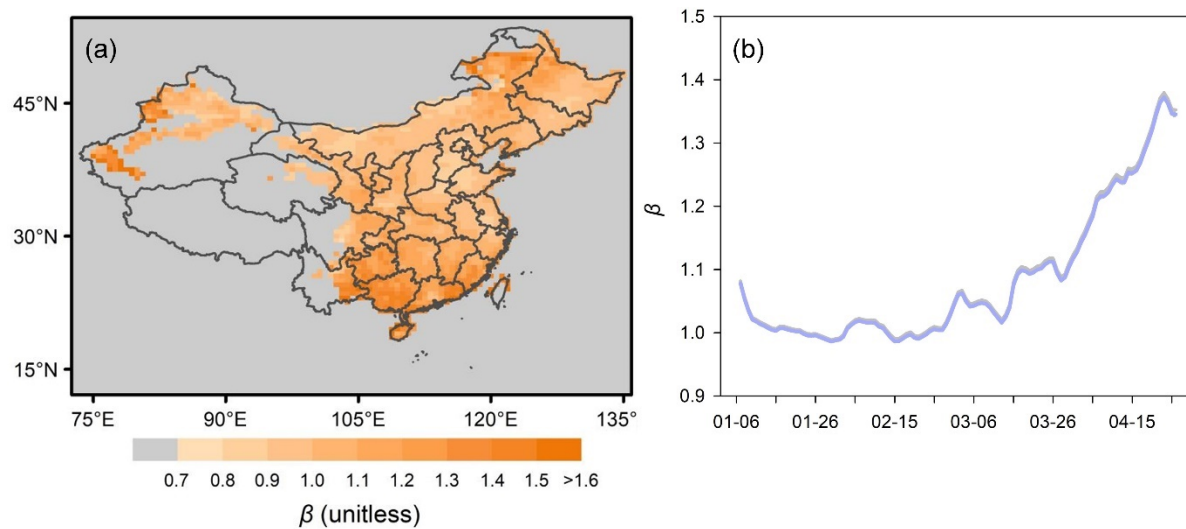 (a)
45°N
30°N
15°N
75°E 90°E 105°E 120°E 135°E
0.7 0.8 0.9 1.0 1.1 1.2 1.3 1.4 1.5 >1.6
β (unitless)
(b)
1.5
1.4
1.3
1.2
1.1
1.0
0.9
β
01-06 01-26 02-15 03-06 03-26 04-15